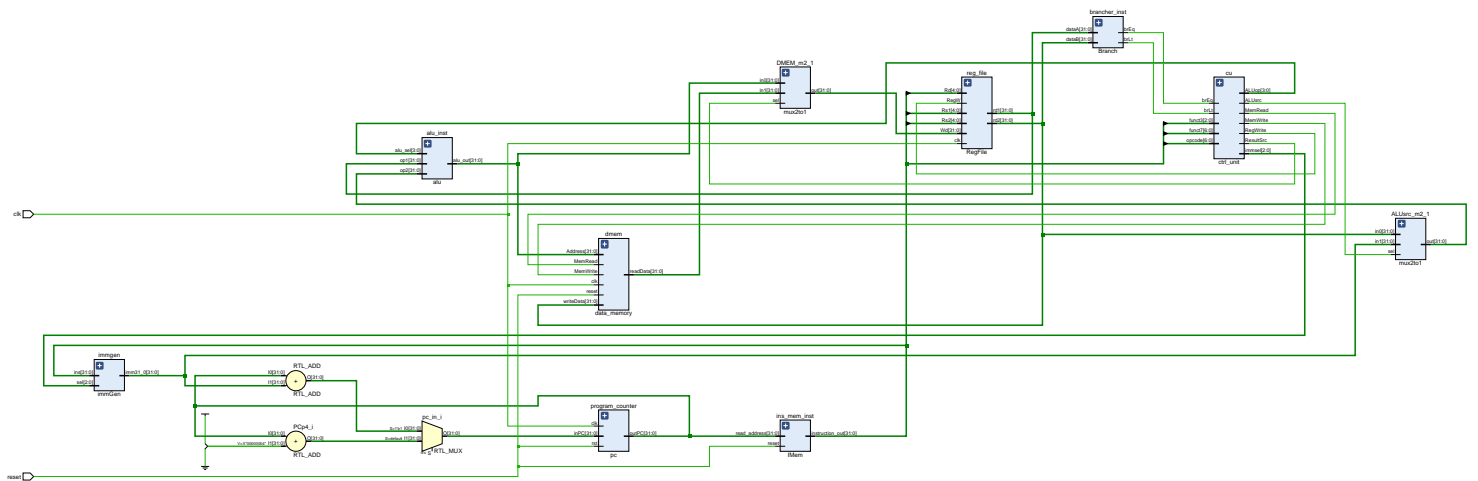 brancher_inst
dataA[31:0]
dataB[31:0]
brEq
brLt
Branch
DMEM_m2_1
in0[31:0]
in1[31:0]
sel
out[31:0]
mux2to1
reg_file
Rd[4:0]
RegW
Rs1[4:0]
Rs2[4:0]
Wd[31:0]
clk
rd1[31:0]
rd2[31:0]
RegFile
cu
brEq
brLt
funct3[2:0]
funct7[6:0]
opcode[6:0]
ALUop[3:0]
ALUsrc
MemRead
MemWrite
RegWrite
ResultSrc
immsel[2:0]
ctrl_unit
alu_inst
alu_sel[3:0]
op1[31:0]
op2[31:0]
alu_out[31:0]
alu
clk
ALUsrc_m2_1
in0[31:0]
in1[31:0]
sel
out[31:0]
mux2to1
dmem
Address[31:0]
MemRead
MemWrite
clk
reset
writeData[31:0]
readData[31:0]
data_memory
immgen
ins[31:0]
sel[2:0]
imm31_0[31:0]
immGen
RTL_ADD
I0[31:0]
I1[31:0]
O[31:0]
RTL_ADD
PCp4_i
I0[31:0]
I1[31:0]
O[31:0]
RTL_ADD
pc_in_i
I0[31:0]
I1[31:0]
O[31:0]
S
RTL_MUX
program_counter
clk
inPC[31:0]
rst
outPC[31:0]
pc
ins_mem_inst
read_address[31:0]
reset
instruction_out[31:0]
IMem
reset